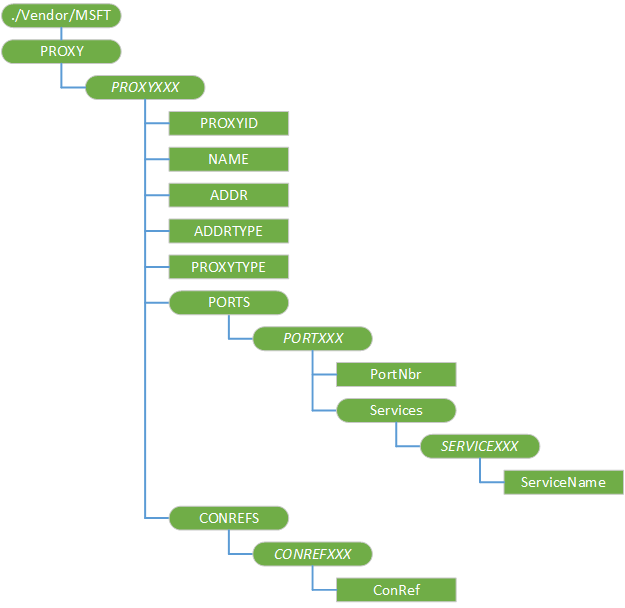 ./Vendor/MSFT
PROXY
PROXYXXX
PROXYID
NAME
ADDR
ADDRTYPE
PROXYTYPE
PORTS
PORTXXX
PortNbr
Services
SERVICEXXX
ServiceName
CONREFS
CONREFXXX
ConRef